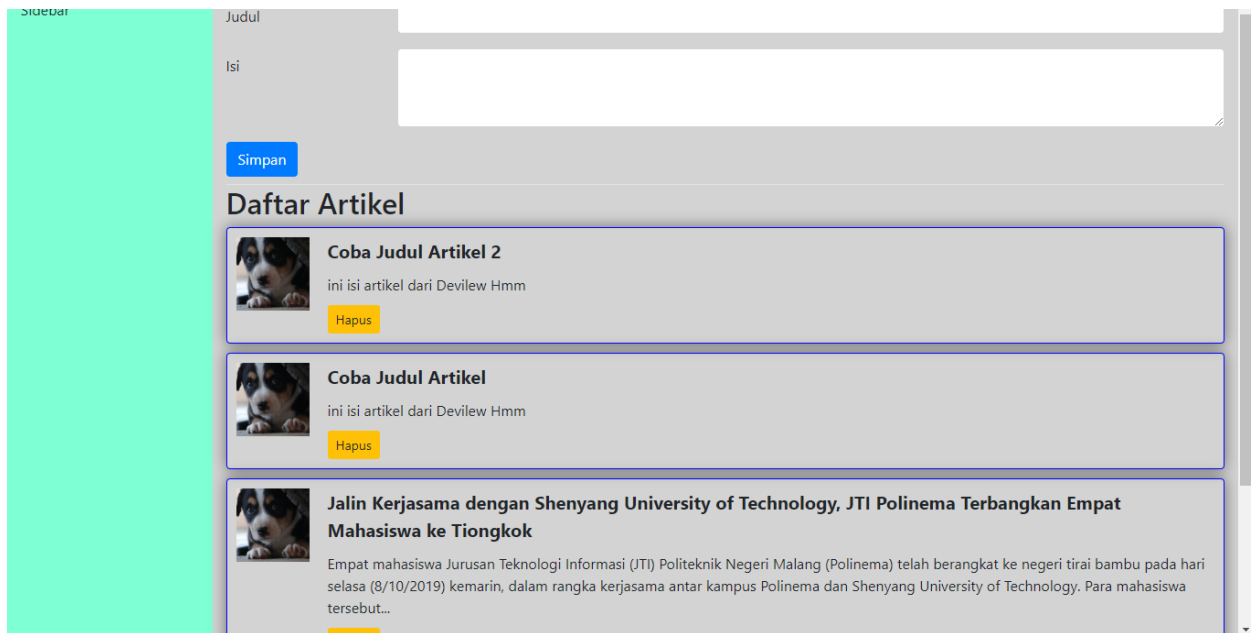 Sidebar
Judul
Isi
Simpan
Daftar Artikel
Coba Judul Artikel 2
ini isi artikel dari Devilew Hmm
Hapus
Coba Judul Artikel
ini isi artikel dari Devilew Hmm
Hapus
Jalin Kerjasama dengan Shenyang University of Technology, JTI Polinema Terbangkan Empat
Mahasiswa ke Tiongkok
Empat mahasiswa Jurusan Teknologi Informasi (JTI) Politeknik Negeri Malang (Polinema) telah berangkat ke negeri tirai bambu pada hari
selasa (8/10/2019) kemarin, dalam rangka kerjasama antar kampus Polinema dan Shenyang University of Technology. Para mahasiswa
tersebut...